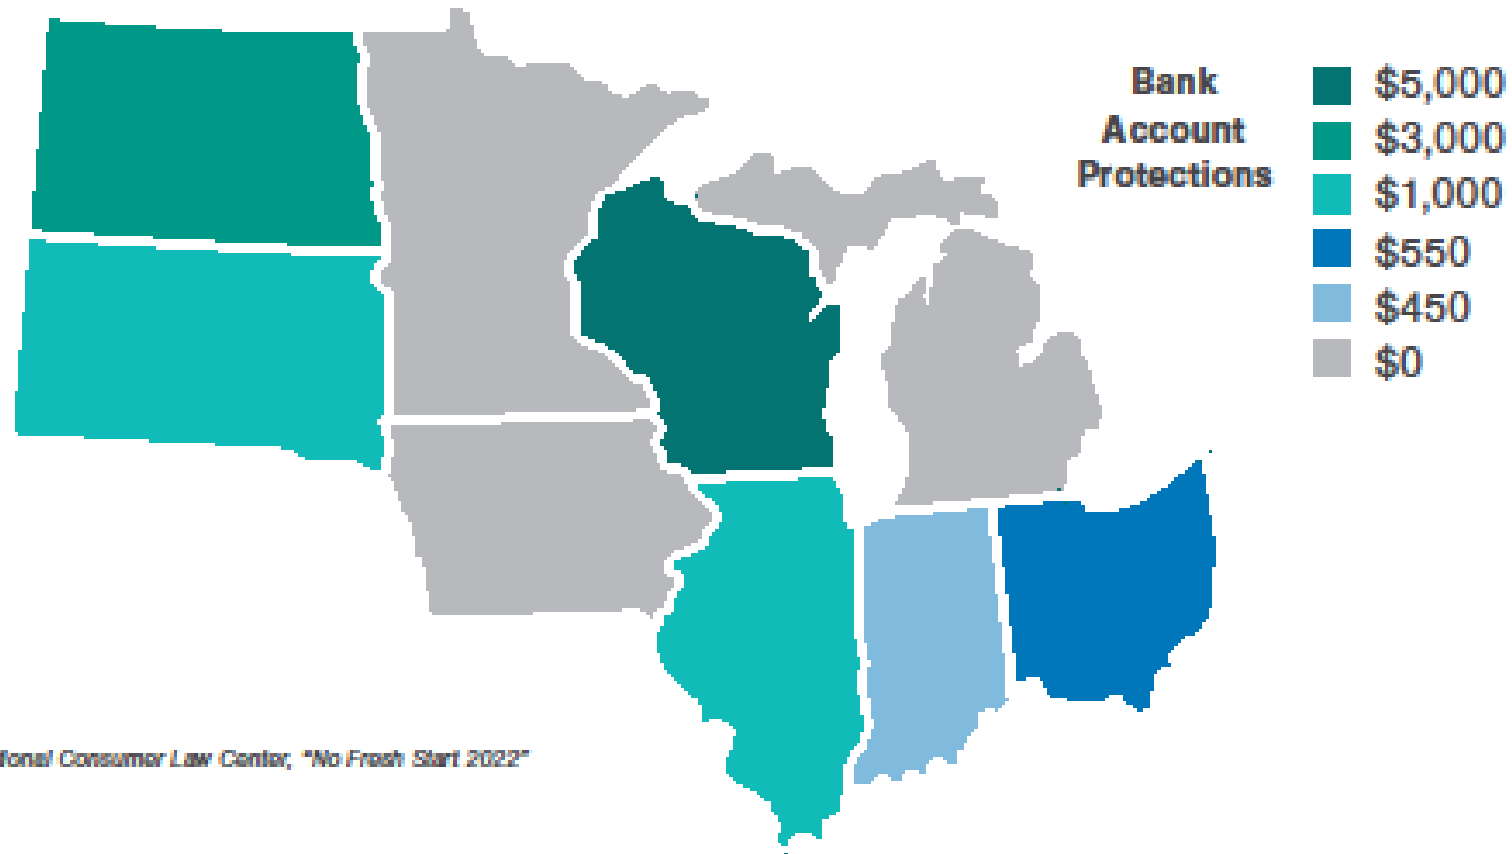 Bank
Account
Protections
$5,000
$3,000
$1,000
$550
$450
$0
ional Consumer Law Center, "No Fresh Start 2022"